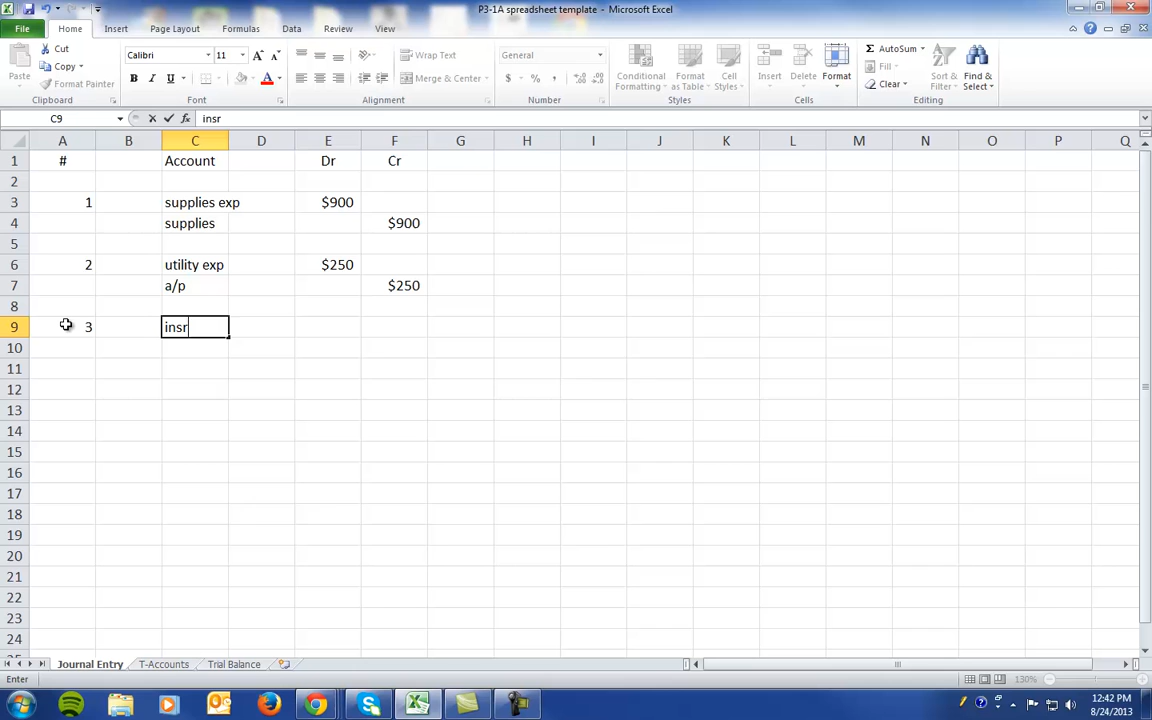 P3-1A spreadsheet template - Microsoft Excel
File Home Insert Page Layout Formulas Data Review View
Paste
Cut
Copy
Format Painter
Clipboard
Calibri 11
B I U
Font
Wrap Text
Merge & Center
Alignment
General
$ % ,
Number
Conditional Formatting
Format as Table
Cell Styles
Styles
Insert
Delete
Format
Cells
AutoSum
Fill
Clear
Sort & Filter
Find & Select
Editing
C9 fx insr
A B C D E F G H I J K L M N O P Q
1 # Account Dr Cr
2
3 1 supplies exp $900
4 supplies $900
5
6 2 utility exp $250
7 a/p $250
8
9 3 insr
10
11
12
13
14
15
16
17
18
19
20
21
22
23
24
Journal Entry T-Accounts Trial Balance
Enter 130%
12:42 PM
8/24/2013